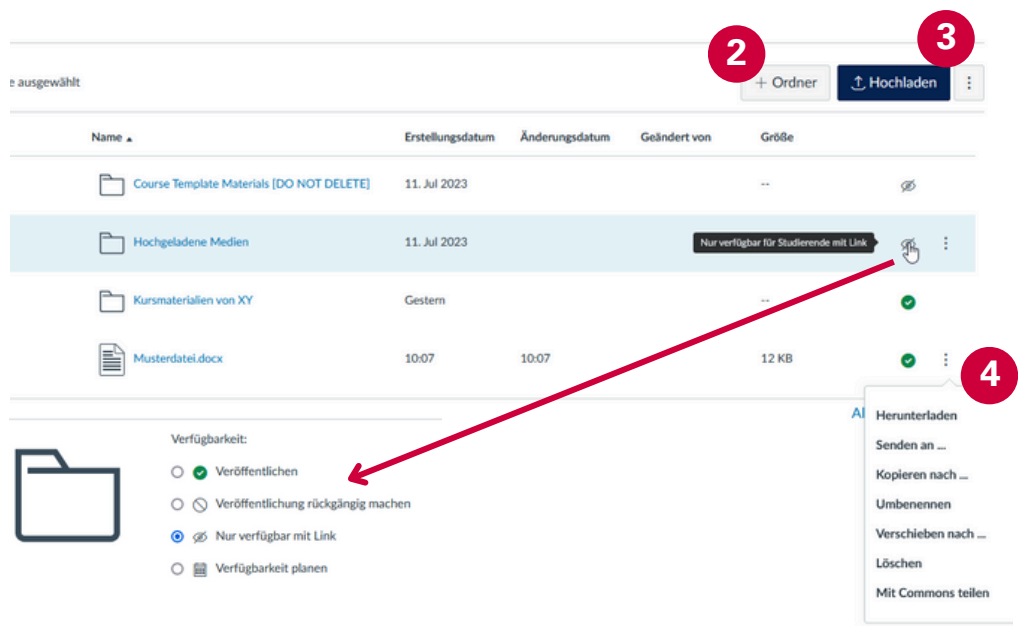 3
2
e ausgewählt
+ Ordner
Hochladen
Name
Erstellungsdatum
Änderungsdatum
Geändert von
Größe
Course Template Materials [DO NOT DELETE]
11. Jul 2023
--
Hochgeladene Medien
11. Jul 2023
Nur verfügbar für Studierende mit Link
Kursmaterialien von XY
Gestern
--
Musterdatei.docx
10:07
10:07
12 KB
4
Al
Herunterladen
Senden an ...
Kopieren nach ...
Umbenennen
Verschieben nach ...
Löschen
Mit Commons teilen
Verfügbarkeit:
Veröffentlichen
Veröffentlichung rückgängig machen
Nur verfügbar mit Link
Verfügbarkeit planen